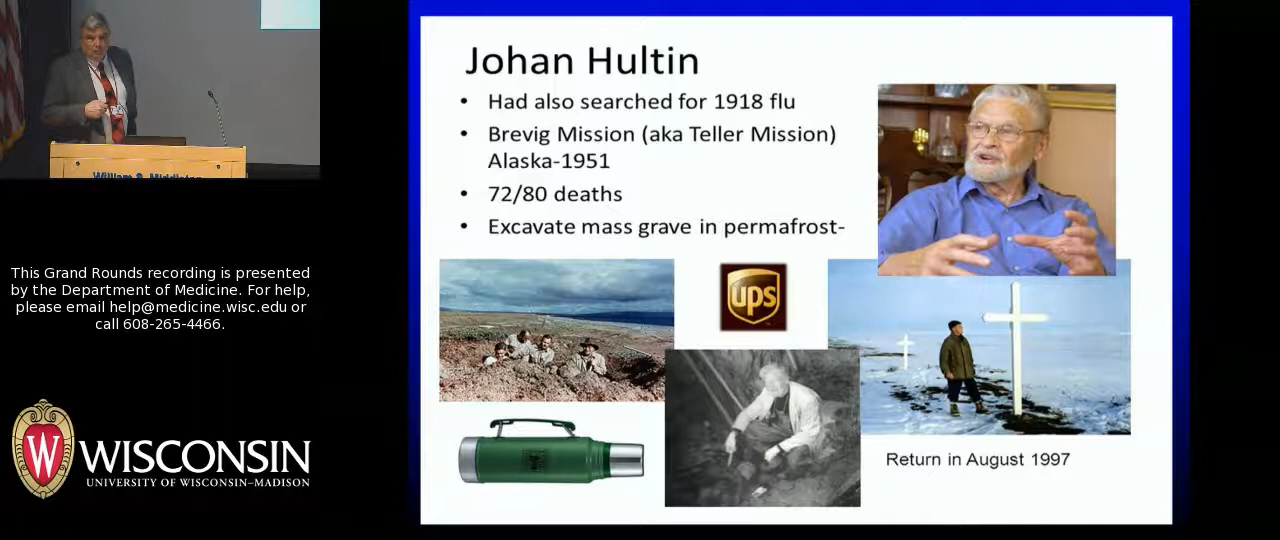 Johan Hultin
• Had also searched for 1918 flu
• Brevig Mission (aka Teller Mission)
Alaska-1951
• 72/80 deaths
• Excavate mass grave in permafrost-
ups
Return in August 1997
This Grand Rounds recording is presented
by the Department of Medicine. For help,
please email help@medicine.wisc.edu or
call 608-265-4466.
W
WISCONSIN
UNIVERSITY OF WISCONSIN–MADISON